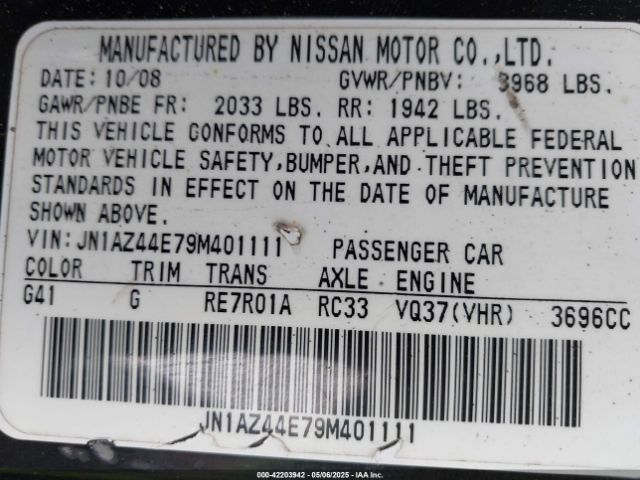 MANUFACTURED BY NISSAN MOTOR CO.,LTD.
DATE: 10/08 GVWR/PNBV: 3968 LBS.
GAWR/PNBE FR: 2033 LBS. RR: 1942 LBS.
THIS VEHICLE CONFORMS TO ALL APPLICABLE FEDERAL
MOTOR VEHICLE SAFETY,BUMPER,AND THEFT PREVENTION
STANDARDS IN EFFECT ON THE DATE OF MANUFACTURE
SHOWN ABOVE.
VIN:JN1AZ44E79M401111 PASSENGER CAR
COLOR TRIM TRANS AXLE ENGINE
G41 G RE7R01A RC33 VQ37(VHR) 3696CC
JN1AZ44E79M401111
000-42203942 - 05/06/2025 - IAA Inc.